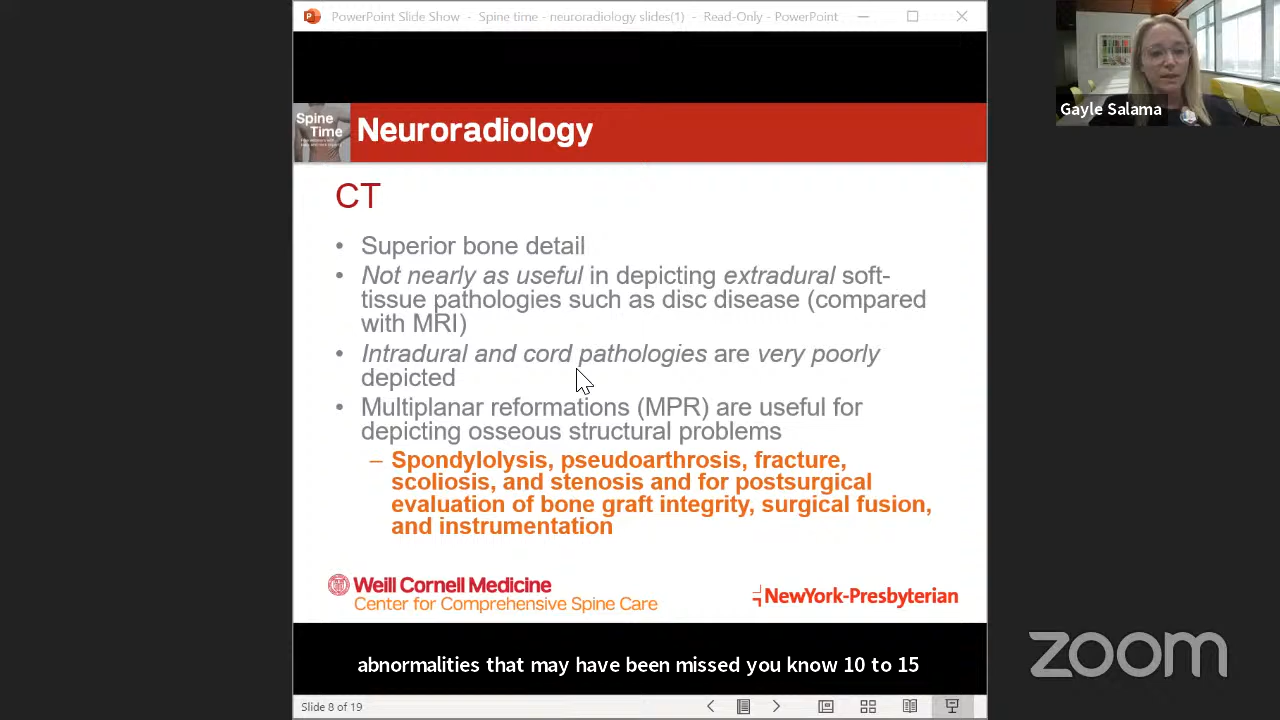 PowerPoint Slide Show - Spine time - neuroradiology slides(1) - Read-Only - PowerPoint
Gayle Salama
Spine
Time
Neuroradiology
CT
• Superior bone detail
• Not nearly as useful in depicting extradural soft-
tissue pathologies such as disc disease (compared
with MRI)
• Intradural and cord pathologies are very poorly
depicted
• Multiplanar reformations (MPR) are useful for
depicting osseous structural problems
– Spondylolysis, pseudoarthrosis, fracture,
scoliosis, and stenosis and for postsurgical
evaluation of bone graft integrity, surgical fusion,
and instrumentation
Weill Cornell Medicine
Center for Comprehensive Spine Care
NewYork-Presbyterian
abnormalities that may have been missed you know 10 to 15
zoom
Slide 8 of 19